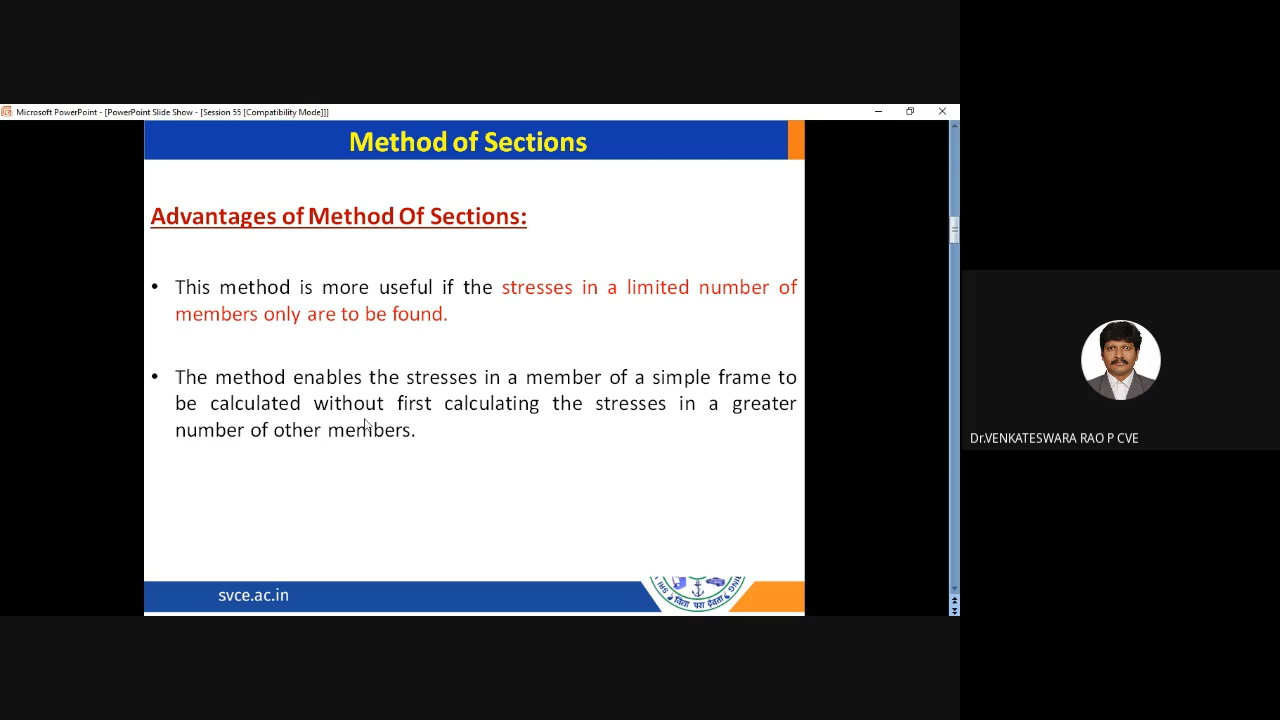 Microsoft PowerPoint - [PowerPoint Slide Show - [Session 55 [Compatibility Mode]]]
Method of Sections
Advantages of Method Of Sections:
• This method is more useful if the stresses in a limited number of
members only are to be found.
• The method enables the stresses in a member of a simple frame to
be calculated without first calculating the stresses in a greater
number of other members.
svce.ac.in
विद्या परा देवता
Dr.VENKATESWARA RAO P CVE